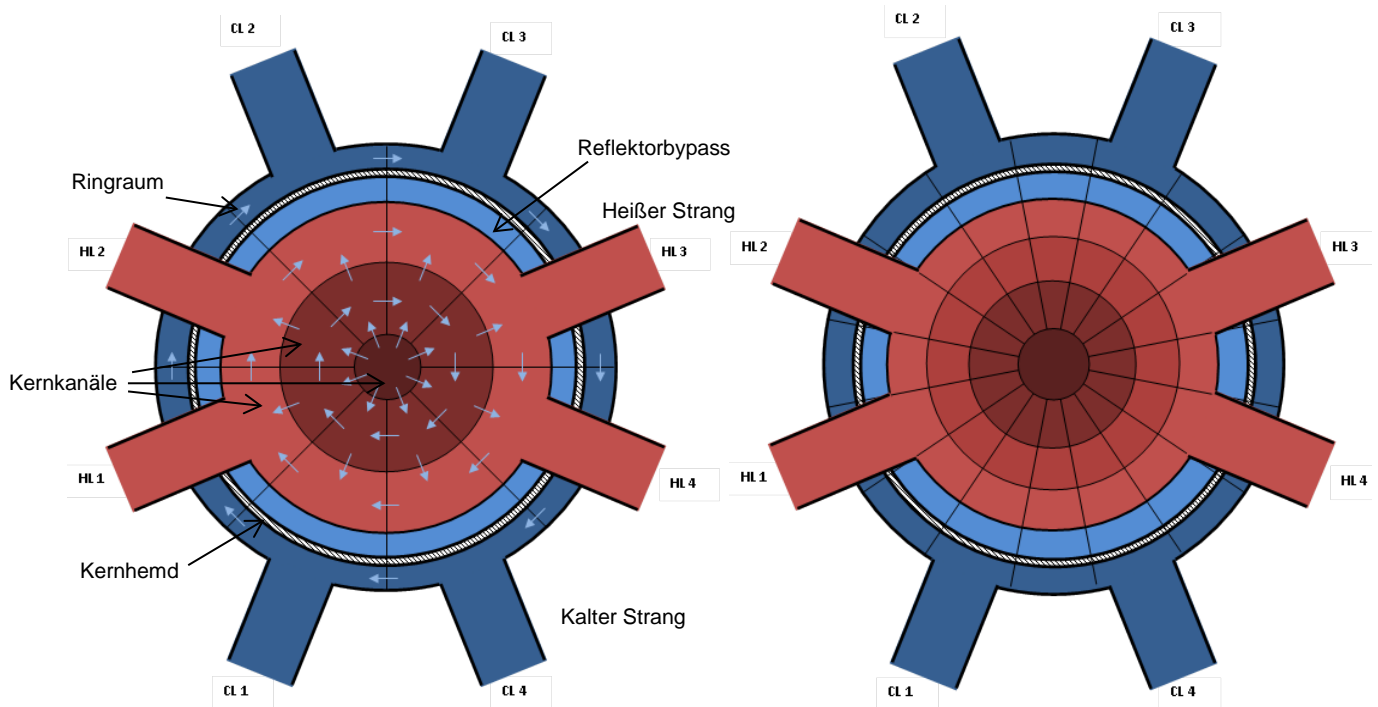 CL 2
CL 3
Reflektorbypass
Ringraum
Heißer Strang
HL 2
HL 3
Kernkanäle
HL 1
HL 4
Kernhemd
Kalter Strang
CL 1
CL 4
CL 2
CL 3
HL 2
HL 3
HL 1
HL 4
CL 1
CL 4